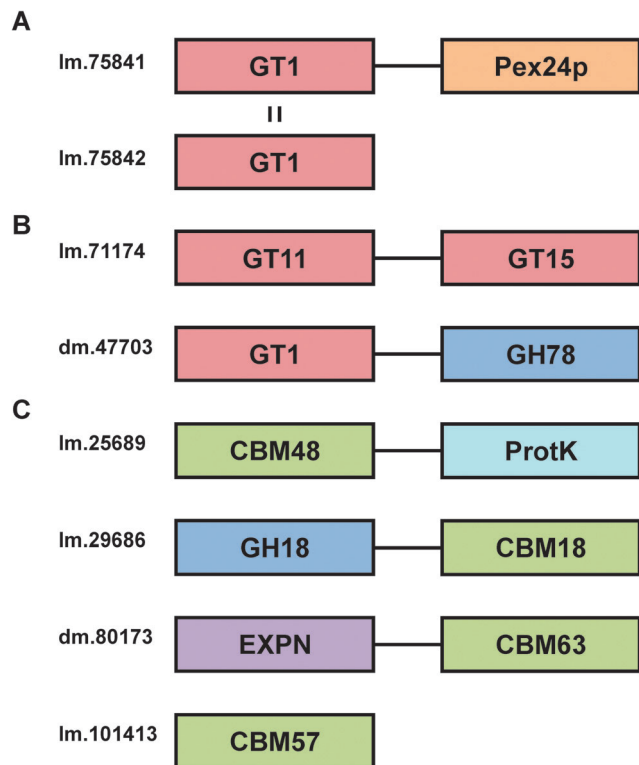 A
lm.75841 GT1 Pex24p
=
lm.75842 GT1
B
lm.71174 GT11 GT15
dm.47703 GT1 GH78
C
lm.25689 CBM48 ProtK
lm.29686 GH18 CBM18
dm.80173 EXPN CBM63
lm.101413 CBM57